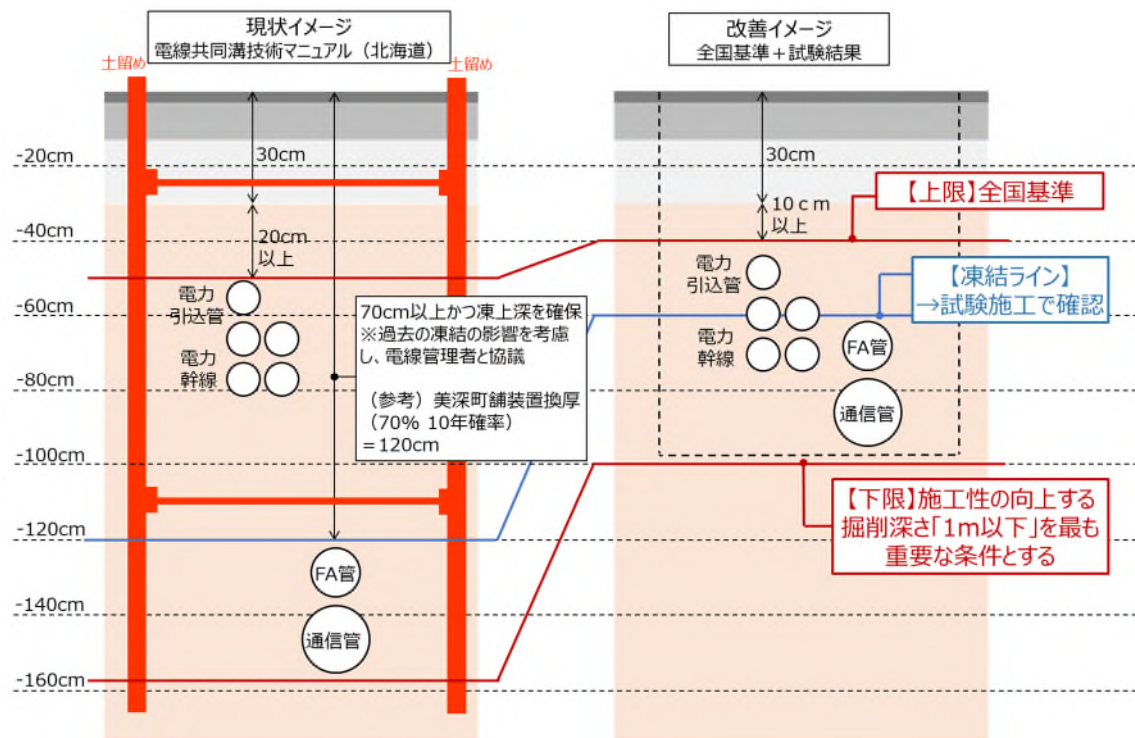 現状イメージ
電線共同溝技術マニュアル（北海道）
改善イメージ
全国基準＋試験結果
土留め
土留め
-20cm
-40cm
-60cm
-80cm
-100cm
-120cm
-140cm
-160cm
30cm
20cm
以上
電力
引込管
電力
幹線
70cm以上かつ凍上深を確保
※過去の凍結の影響を考慮
し、電線管理者と協議
（参考）美深町舗装置換厚
（70% 10年確率）
＝120cm
FA管
通信管
30cm
10ｃｍ
以上
電力
引込管
電力
幹線
FA管
通信管
【上限】全国基準
【凍結ライン】
→試験施工で確認
【下限】施工性の向上する
掘削深さ「1m以下」を最も
重要な条件とする